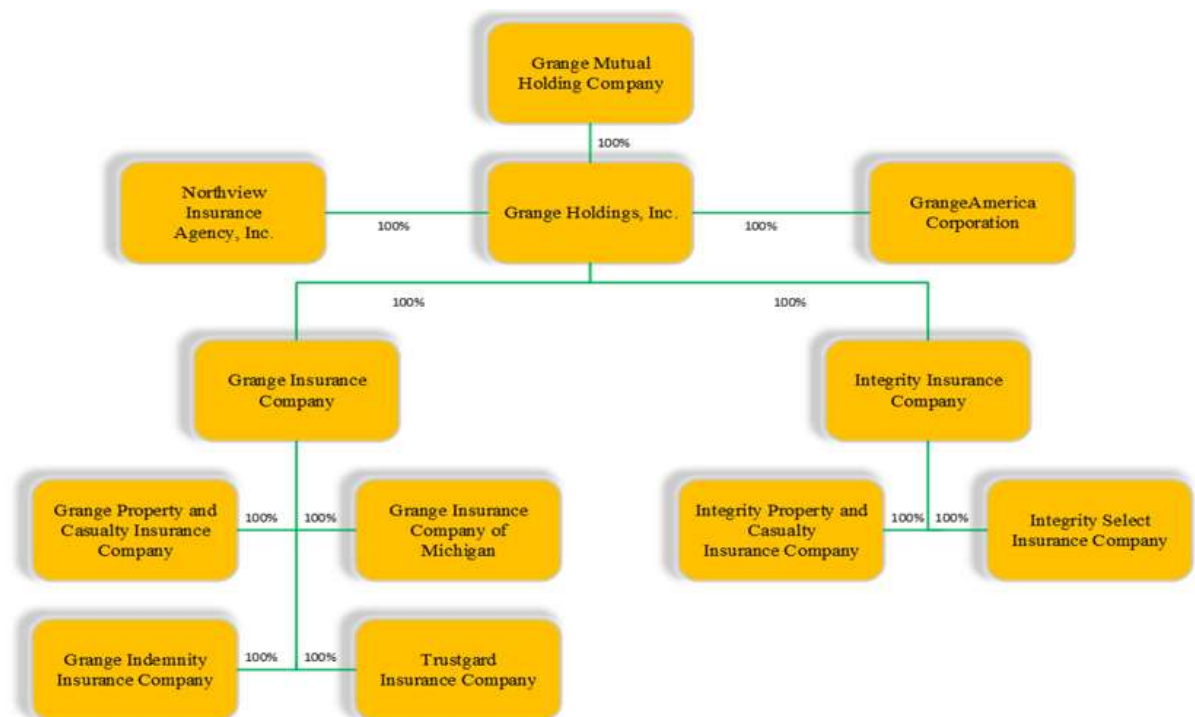 Grange Mutual
Holding Company
100%
Northview
Insurance
Agency, Inc.
100%
Grange Holdings, Inc.
100%
GrangeAmerica
Corporation
100%
100%
Grange Insurance
Company
Integrity Insurance
Company
Grange Property and
Casualty Insurance
Company
100%
100%
Grange Insurance
Company of
Michigan
Integrity Property and
Casualty
Insurance Company
100%
100%
Integrity Select
Insurance Company
Grange Indemnity
Insurance Company
100%
100%
Trustgard
Insurance Company